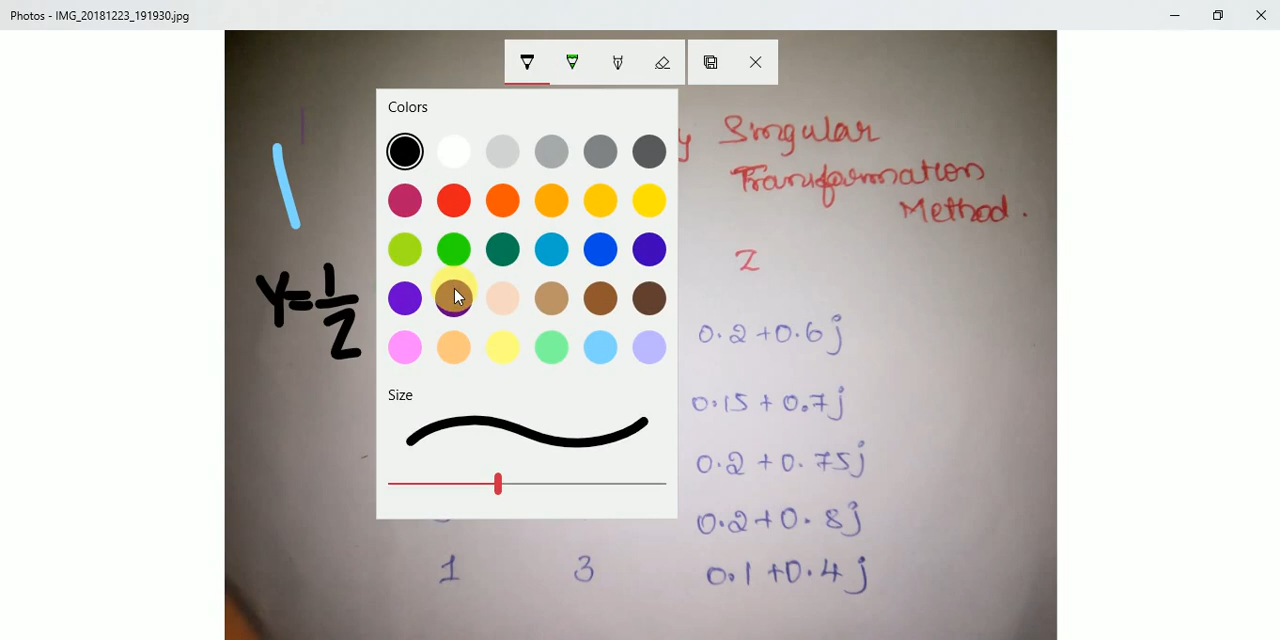 Photos - IMG_20181223_191930.jpg
Colors
y Singular
Transformation
Method.
Z
Y=1/Z
0.2+0.6j
0.15+0.7j
Size
0.2+0.75j
0.2+0.8j
1 3 0.1+0.4j